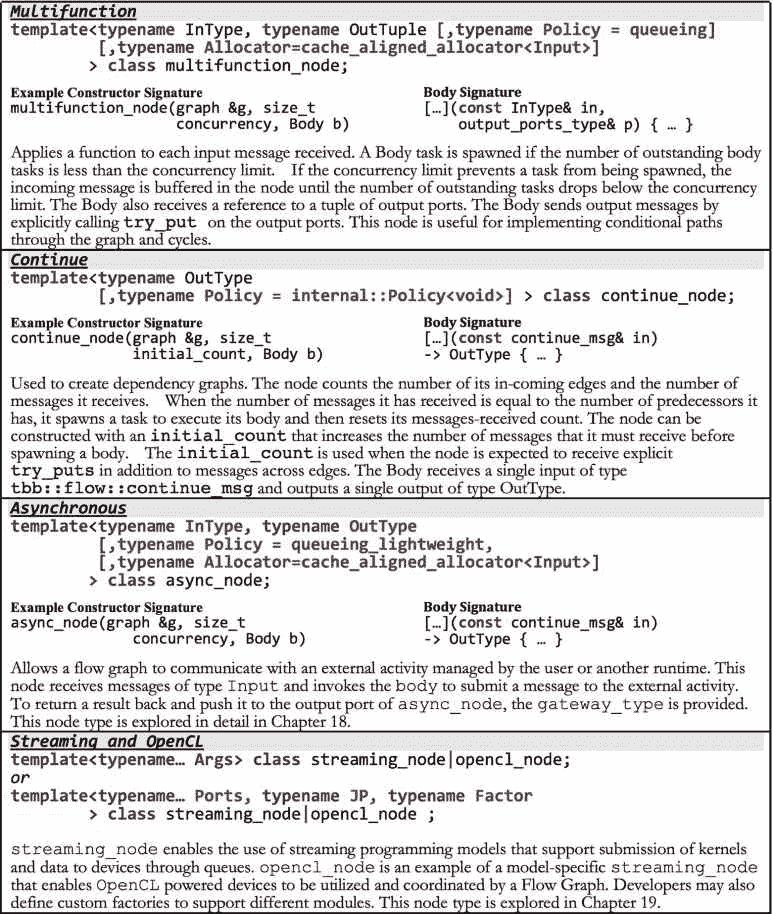 Multifunction
template<typename InType, typename OutTuple [,typename Policy = queueing]
[,typename Allocator=cache_aligned_allocator<Input>]
> class multifunction_node;
Example Constructor Signature
multifunction_node(graph &g, size_t
concurrency, Body b)
Body Signature
[…](const InType& in,
output_ports_type& p) { … }
Applies a function to each input message received. A Body task is spawned if the number of outstanding body
tasks is less than the concurrency limit. If the concurrency limit prevents a task from being spawned, the
incoming message is buffered in the node until the number of outstanding tasks drops below the concurrency
limit. The Body also receives a reference to a tuple of output ports. The Body sends output messages by
explicitly calling try_put on the output ports. This node is useful for implementing conditional paths
through the graph and cycles.
Continue
template<typename OutType
[,typename Policy = internal::Policy<void>] > class continue_node;
Example Constructor Signature
continue_node(graph &g, size_t
initial_count, Body b)
Body Signature
[…](const continue_msg& in)
-> OutType { … }
Used to create dependency graphs. The node counts the number of its in-coming edges and the number of
messages it receives. When the number of messages it has received is equal to the number of predecessors it
has, it spawns a task to execute its body and then resets its messages-received count. The node can be
constructed with an initial_count that increases the number of messages that it must receive before
spawning a body. The initial_count is used when the node is expected to receive explicit
try_puts in addition to messages across edges. The Body receives a single input of type
tbb::flow::continue_msg and outputs a single output of type OutType.
Asynchronous
template<typename InType, typename OutType
[,typename Policy = queueing_lightweight,
[,typename Allocator=cache_aligned_allocator<Input>]
> class async_node;
Example Constructor Signature
async_node(graph &g, size_t
concurrency, Body b)
Body Signature
[…](const continue_msg& in)
-> OutType { … }
Allows a flow graph to communicate with an external activity managed by the user or another runtime. This
node receives messages of type Input and invokes the body to submit a message to the external activity.
To return a result back and push it to the output port of async_node, the gateway_type is provided.
This node type is explored in detail in Chapter 18.
Streaming and OpenCL
template<typename… Args> class streaming_node|opencl_node;
or
template<typename… Ports, typename JP, typename Factor
> class streaming_node|opencl_node ;
streaming_node enables the use of streaming programming models that support submission of kernels
and data to devices through queues. opencl_node is an example of a model-specific streaming_node
that enables OpenCL powered devices to be utilized and coordinated by a Flow Graph. Developers may also
define custom factories to support different modules. This node type is explored in Chapter 19.